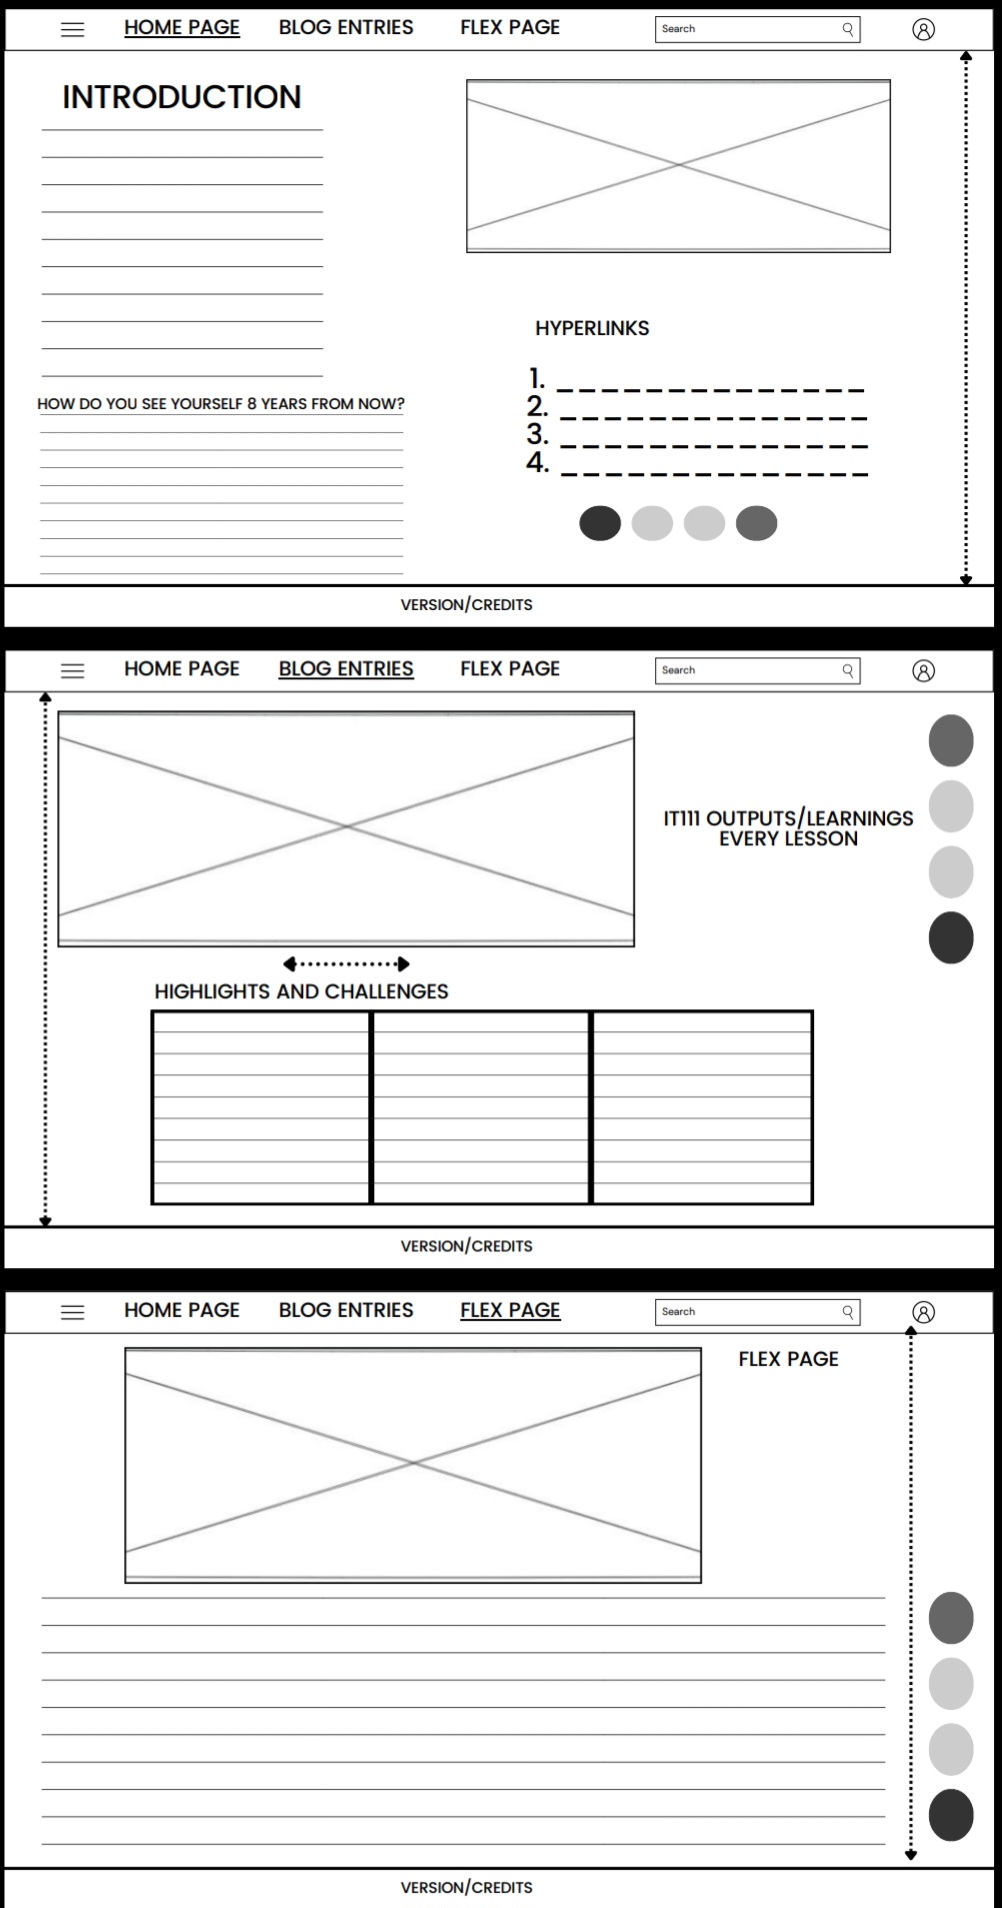 HOME PAGE BLOG ENTRIES FLEX PAGE Search
INTRODUCTION
HOW DO YOU SEE YOURSELF 8 YEARS FROM NOW?
HYPERLINKS
1.
2.
3.
4.
VERSION/CREDITS
HOME PAGE BLOG ENTRIES FLEX PAGE Search
IT111 OUTPUTS/LEARNINGS
EVERY LESSON
HIGHLIGHTS AND CHALLENGES
VERSION/CREDITS
HOME PAGE BLOG ENTRIES FLEX PAGE Search
FLEX PAGE
VERSION/CREDITS